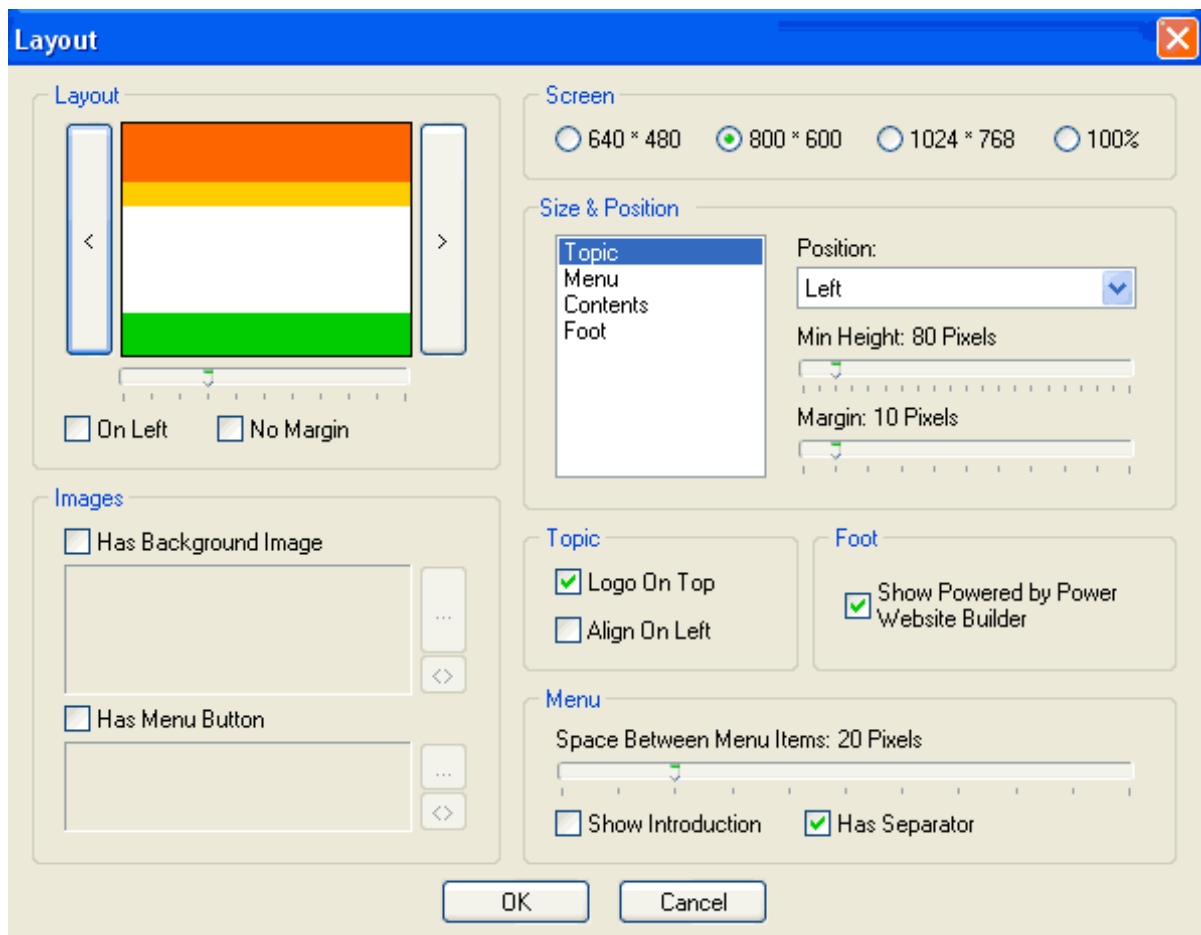 Layout
Layout
<
>
On Left
No Margin
Screen
640 * 480
800 * 600
1024 * 768
100%
Size & Position
Topic
Menu
Contents
Foot
Position:
Left
Min Height: 80 Pixels
Margin: 10 Pixels
Images
Has Background Image
...
<>
Has Menu Button
...
<>
Topic
Logo On Top
Align On Left
Foot
Show Powered by Power
Website Builder
Menu
Space Between Menu Items: 20 Pixels
Show Introduction
Has Separator
OK
Cancel